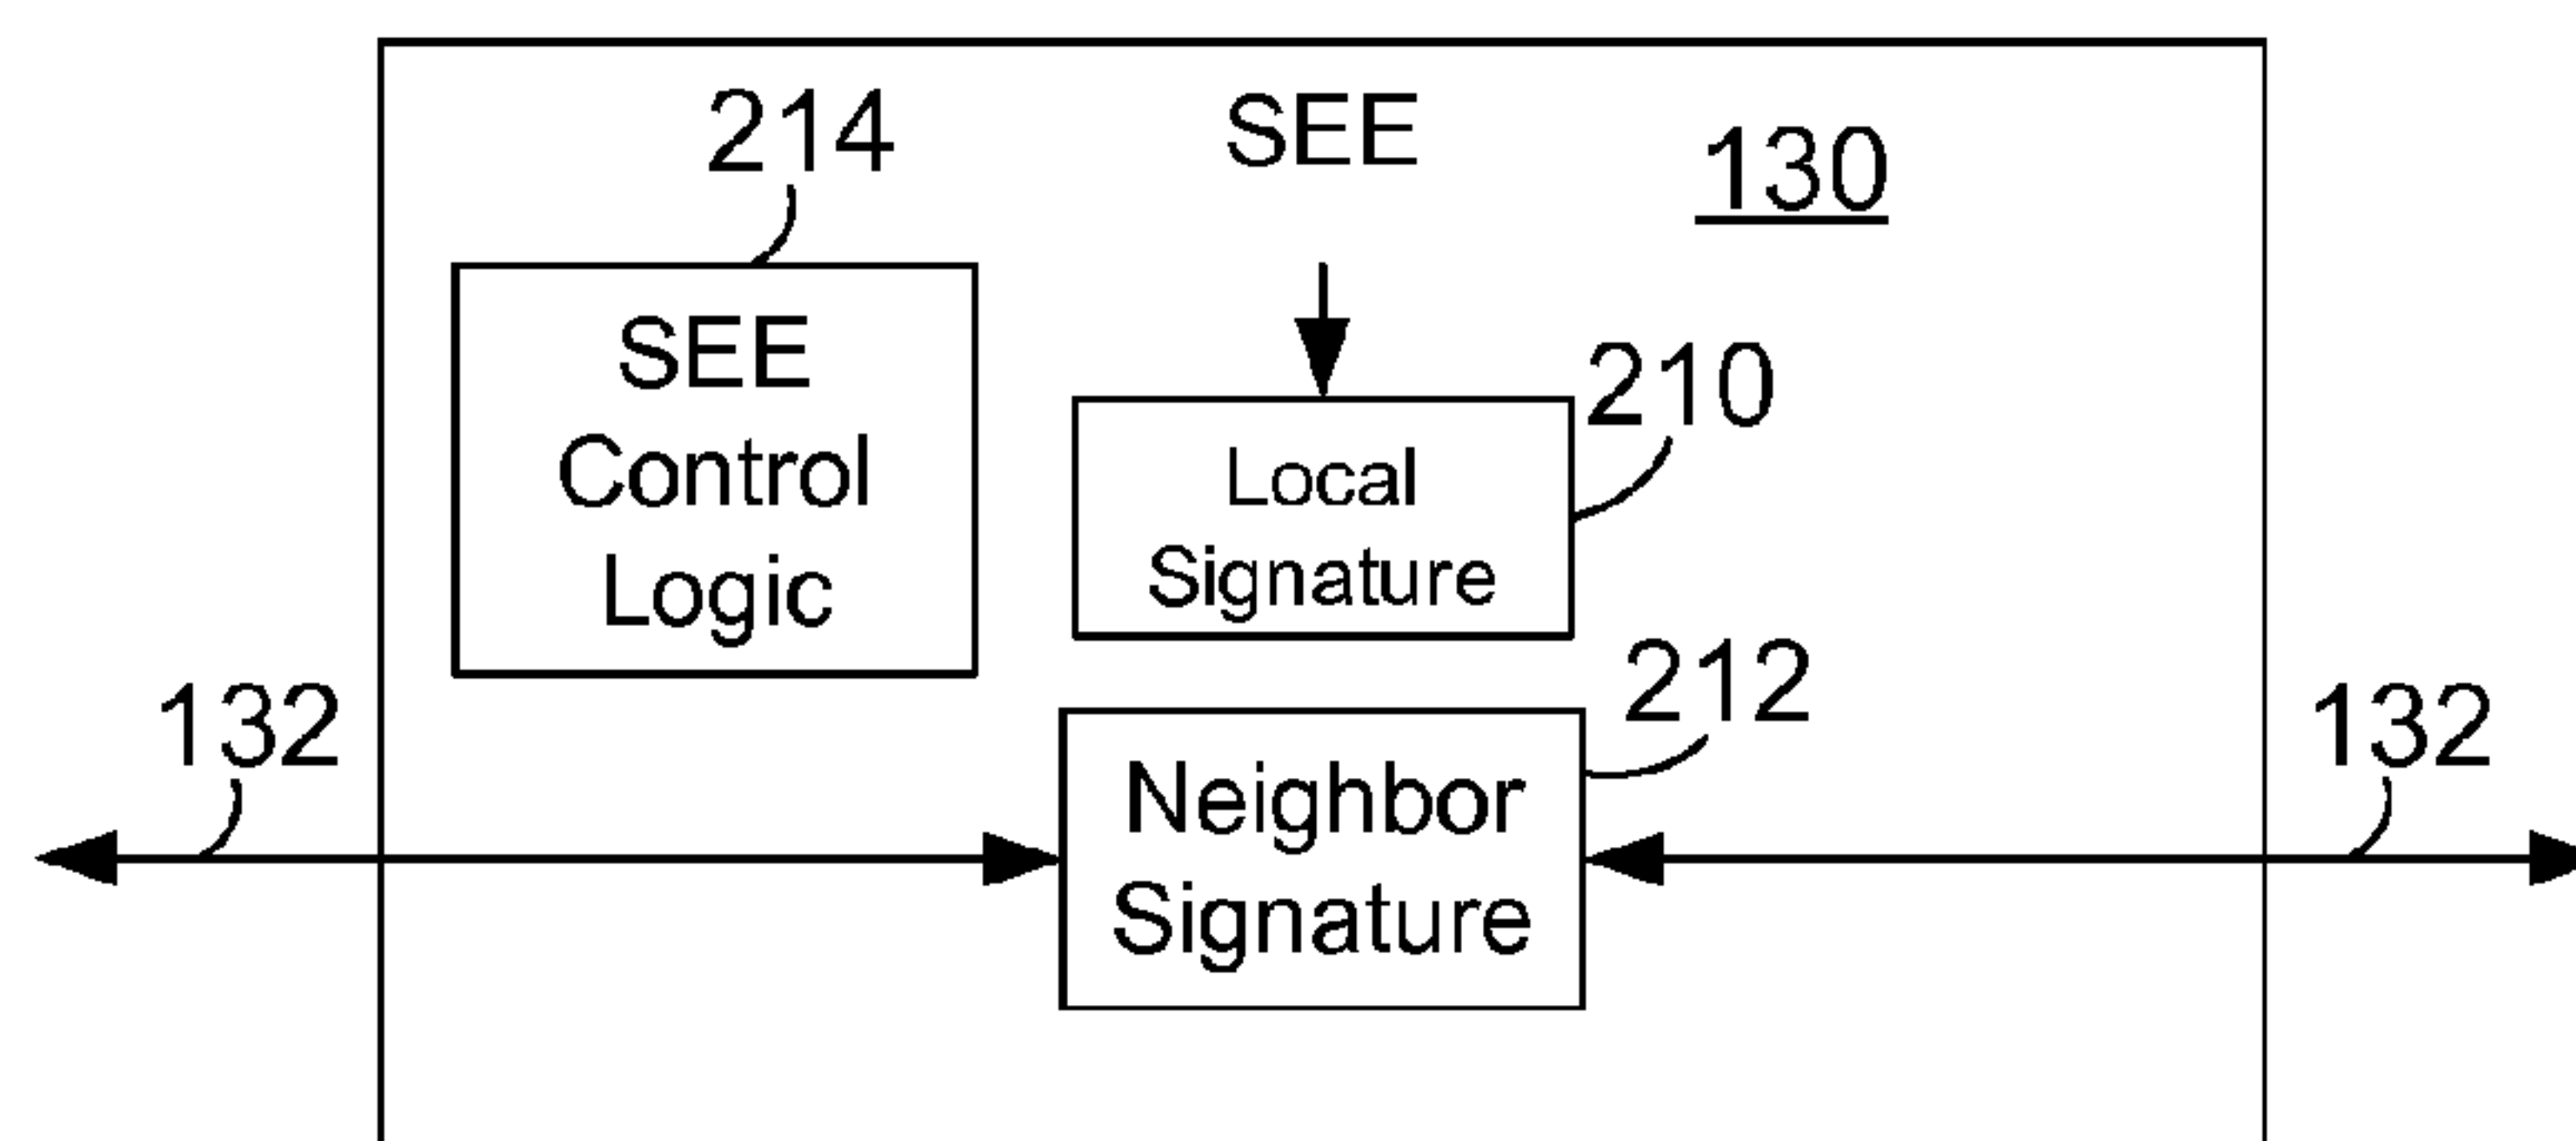 214
SEE
130
SEE
Control
Logic
210
Local
Signature
212
132
132
Neighbor
Signature